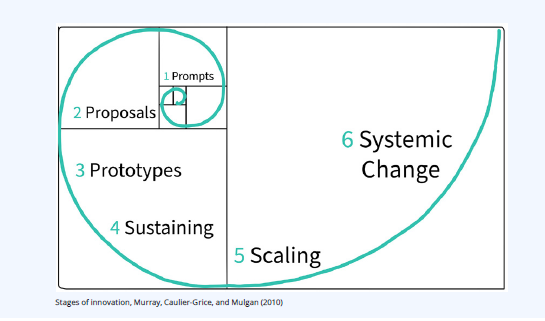 1 Prompts
2 Proposals
3 Prototypes
4 Sustaining
5 Scaling
6 Systemic
Change
Stages of innovation, Murray, Caulier-Grice, and Mulgan (2010)